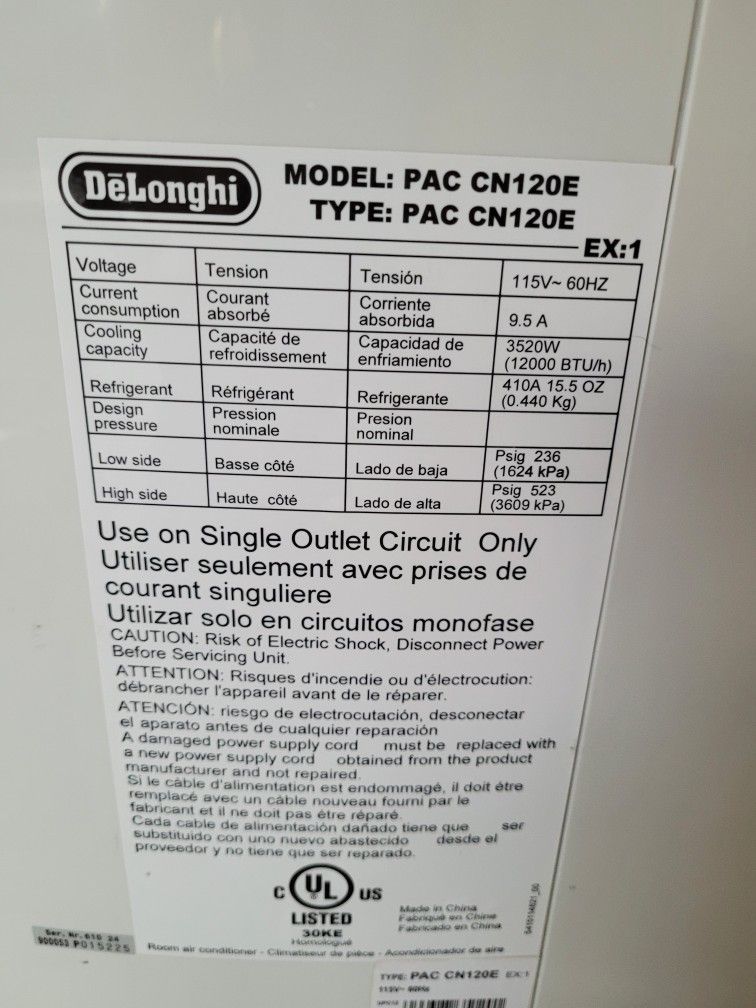 DēLonghi
MODEL: PAC CN120E
TYPE: PAC CN120E
EX:1
Voltage Tension Tensión 115V~ 60HZ
Current consumption Courant absorbé Corriente absorbida 9.5 A
Cooling capacity Capacité de refroidissement Capacidad de enfriamiento 3520W (12000 BTU/h)
Refrigerant Réfrigérant Refrigerante 410A 15.5 OZ (0.440 Kg)
Design pressure Pression nominale Presion nominal
Low side Basse côté Lado de baja Psig 236 (1624 kPa)
High side Haute côté Lado de alta Psig 523 (3609 kPa)
Use on Single Outlet Circuit Only
Utiliser seulement avec prises de
courant singuliere
Utilizar solo en circuitos monofase
CAUTION: Risk of Electric Shock, Disconnect Power
Before Servicing Unit.
ATTENTION: Risques d'incendie ou d'électrocution:
débrancher l'appareil avant de le réparer.
ATENCIÓN: riesgo de electrocutación, desconectar
el aparato antes de cualquier reparación
A damaged power supply cord must be replaced with
a new power supply cord obtained from the product
manufacturer and not repaired.
Si le câble d'alimentation est endommagé, il doit être
remplacé avec un câble nouveau fourni par le
fabricant et il ne doit pas être réparé.
Cada cable de alimentación dañado tiene que ser
substituido con uno nuevo abastecido desde el
proveedor y no tiene que ser reparado.
C UL US
LISTED
30KE
Homologué
Made in China
Fabriqué en Chine
Fabricado en China
Room air conditioner - Climatiseur de pièce - Acondicionador de aire
Ser. Nr. 610 24
900053 P015225
TYPE: PAC CN120E EX:1
115V~ 60Hz